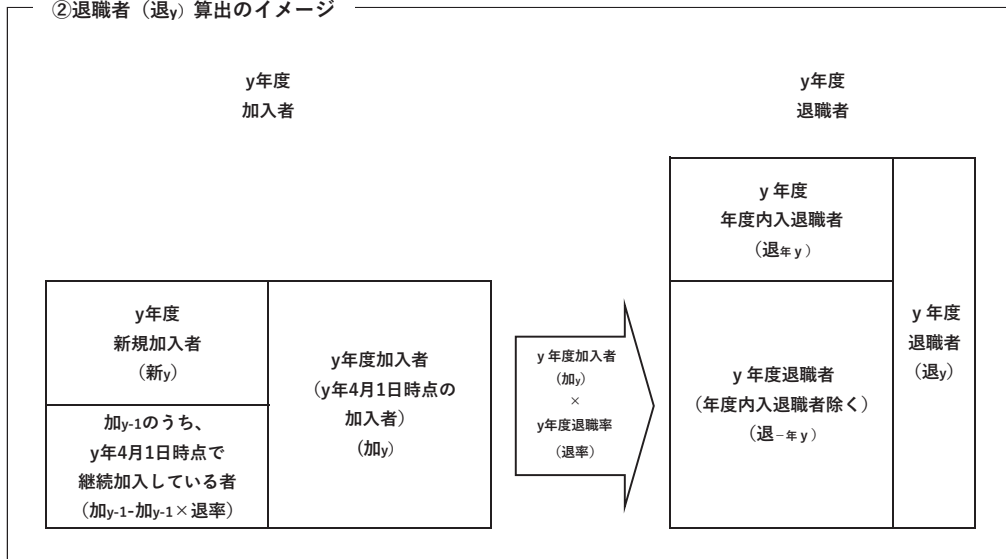 ②退職者（退y）算出のイメージ
y年度
加入者
y年度
退職者
y年度
新規加入者
（新y）
加y-1のうち、
y年4月1日時点で
継続加入している者
（加y-1-加y-1×退率）
y年度加入者
（y年4月1日時点の
加入者）
（加y）
y 年度加入者
（加y）
×
y年度退職率
（退率）
y 年度
年度内入退職者
（退年 y ）
y 年度退職者
（年度内入退職者除く）
（退−年 y ）
y 年度
退職者
（退y）